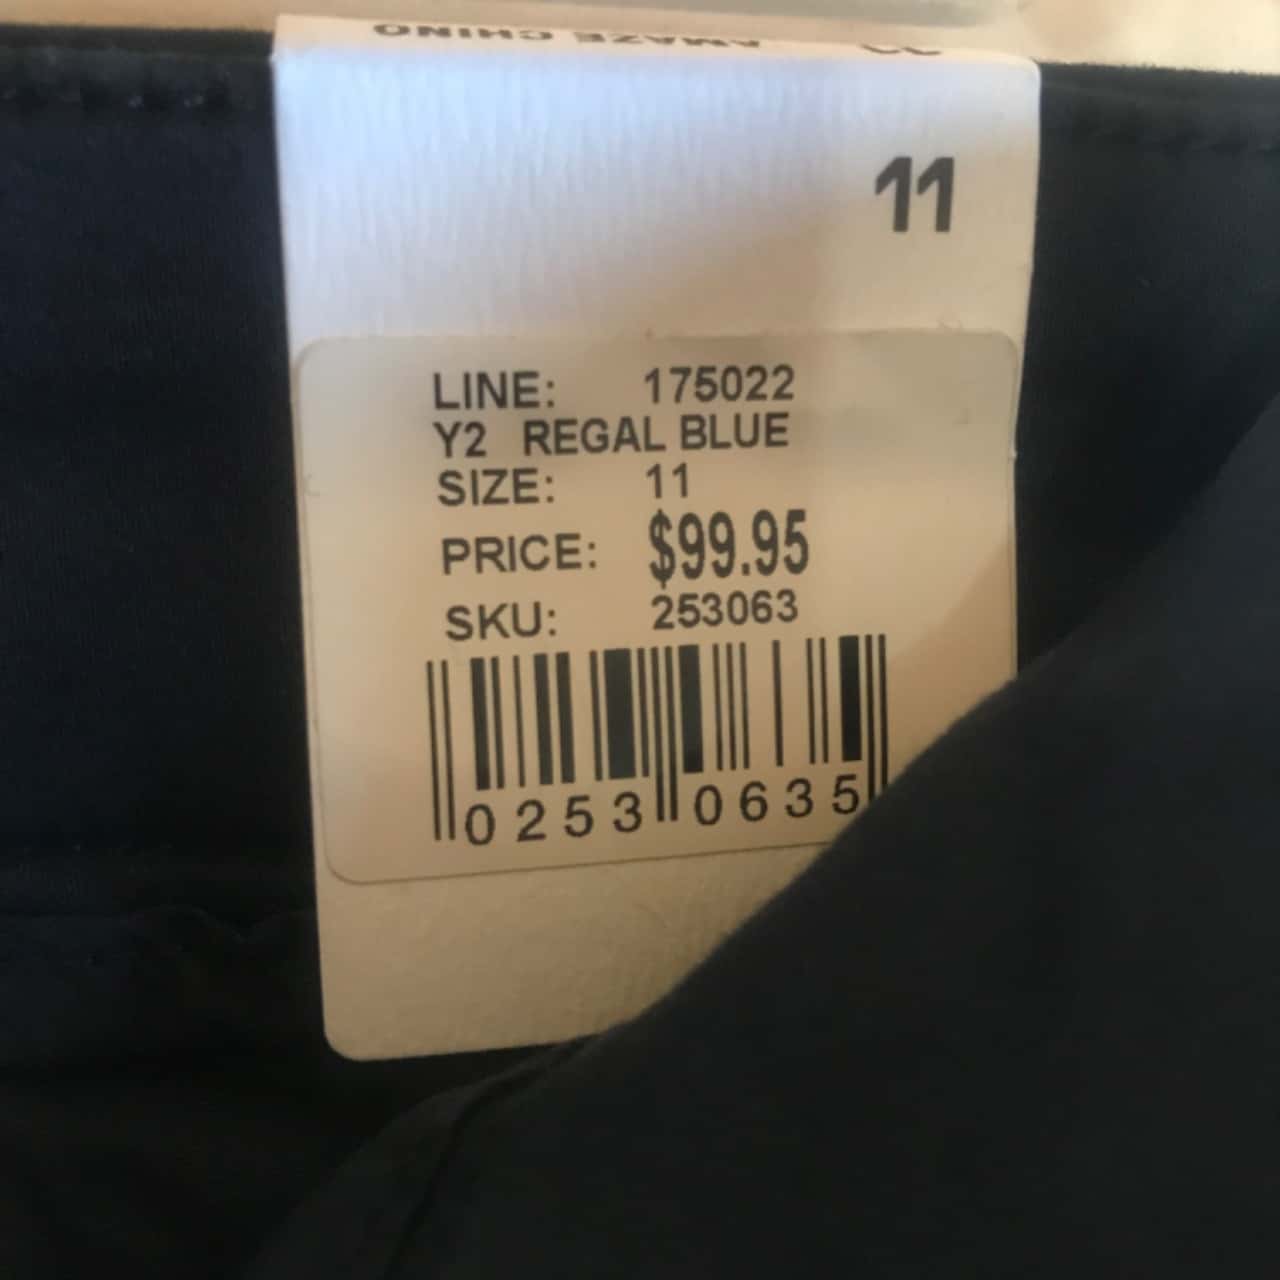 AMAZE CHINO
11
LINE: 175022
Y2 REGAL BLUE
SIZE: 11
PRICE: $99.95
SKU: 253063
0253 0635